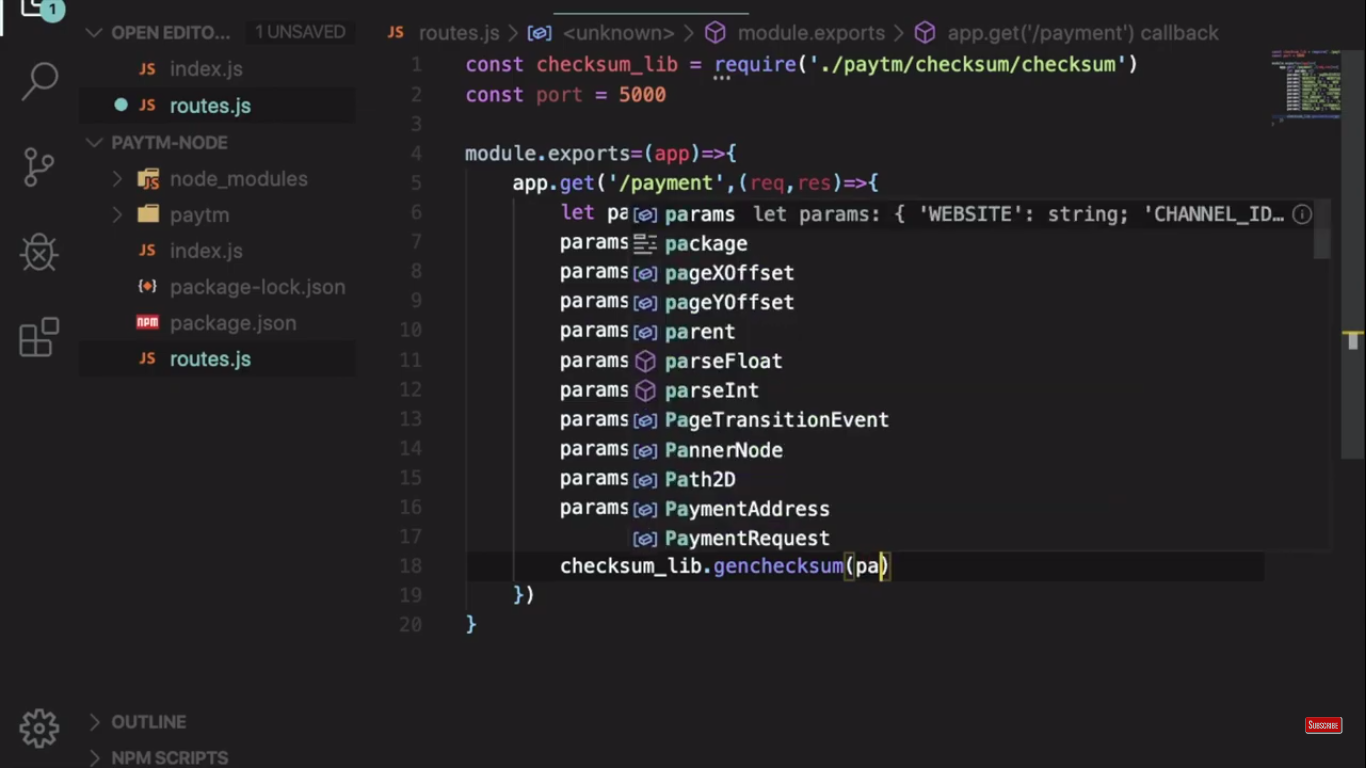 1
OPEN EDITO... 1 UNSAVED
JS index.js
JS routes.js
PAYTM-NODE
JS node_modules
paytm
JS index.js
package-lock.json
npm package.json
JS routes.js
OUTLINE
NPM SCRIPTS
JS routes.js > <unknown> > module.exports > app.get('/payment') callback
1 const checksum_lib = require('./paytm/checksum/checksum')
2 const port = 5000
3
4 module.exports=(app)=>{
5 app.get('/payment',(req,res)=>{
6 let pa params let params: { 'WEBSITE': string; 'CHANNEL_ID...
7 params package
8 params pageXOffset
9 params pageYOffset
10 params parent
11 params parseFloat
12 params parseInt
13 params PageTransitionEvent
14 params PannerNode
15 params Path2D
16 params PaymentAddress
17 PaymentRequest
18 checksum_lib.genchecksum(pa)
19 })
20 }
SUBSCRIBE